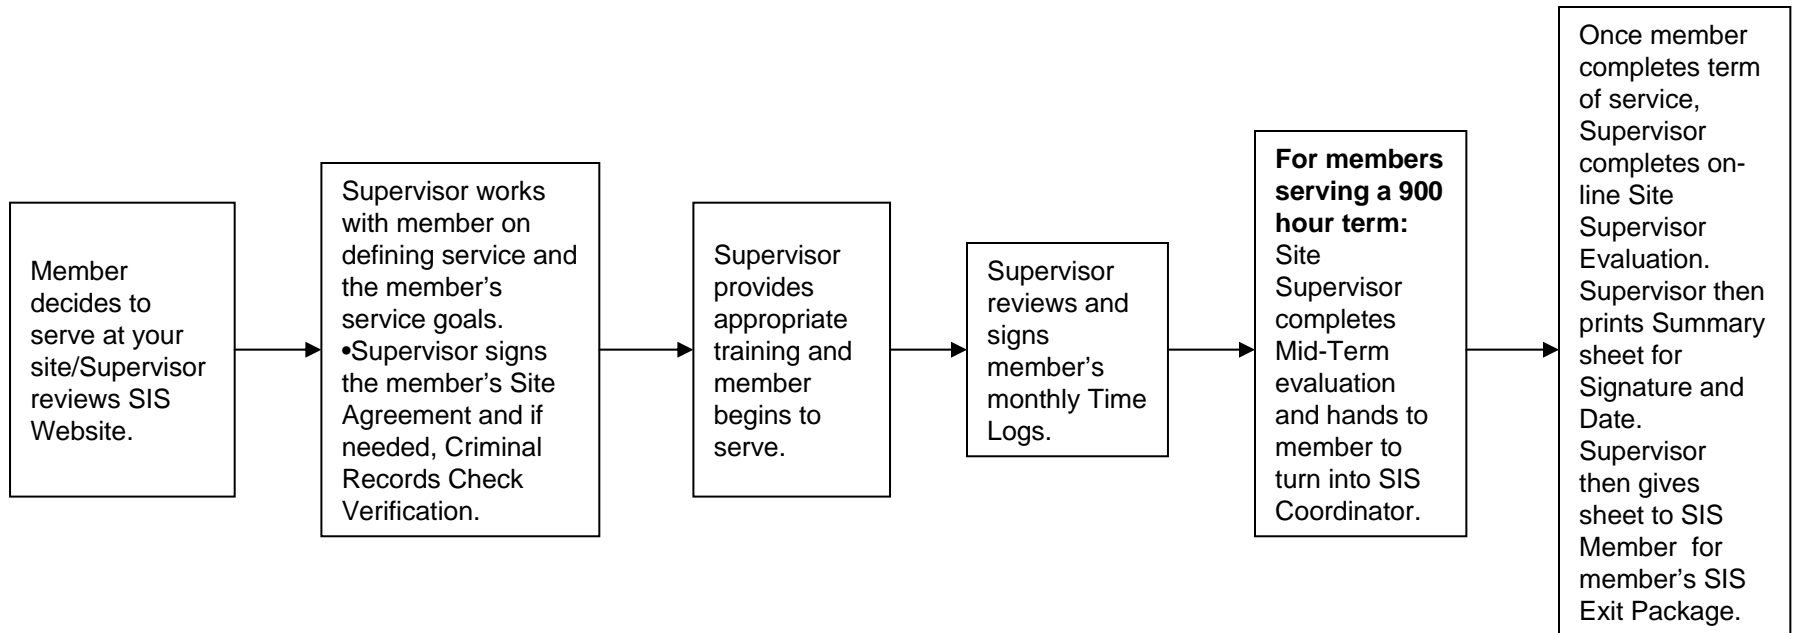 Member
decides to
serve at your
site/Supervisor
reviews SIS
Website.
Supervisor works
with member on
defining service and
the member’s
service goals.
•Supervisor signs
the member’s Site
Agreement and if
needed, Criminal
Records Check
Verification.
Supervisor
provides
appropriate
training and
member
begins to
serve.
Supervisor
reviews and
signs
member’s
monthly Time
Logs.
For members
serving a 900
hour term:
Site
Supervisor
completes
Mid-Term
evaluation
and hands to
member to
turn into SIS
Coordinator.
Once member
completes term
of service,
Supervisor
completes on-
line Site
Supervisor
Evaluation.
Supervisor then
prints Summary
sheet for
Signature and
Date.
Supervisor
then gives
sheet to SIS
Member  for
member’s SIS
Exit Package.